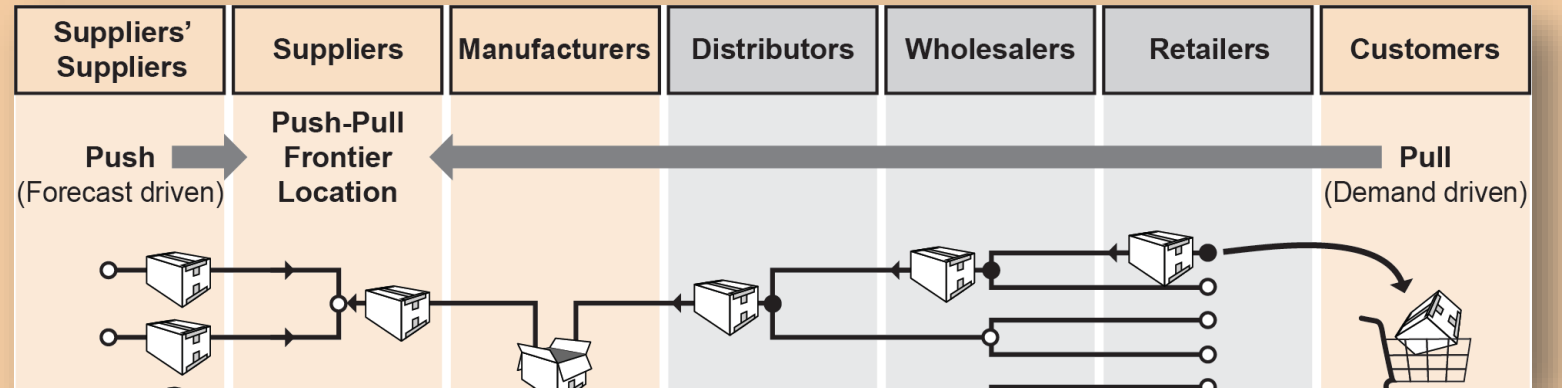 Suppliers’
Suppliers
Suppliers
Manufacturers
Distributors
Wholesalers
Retailers
Customers
Push
(Forecast driven)
Push-Pull
Frontier
Location
Pull
(Demand driven)